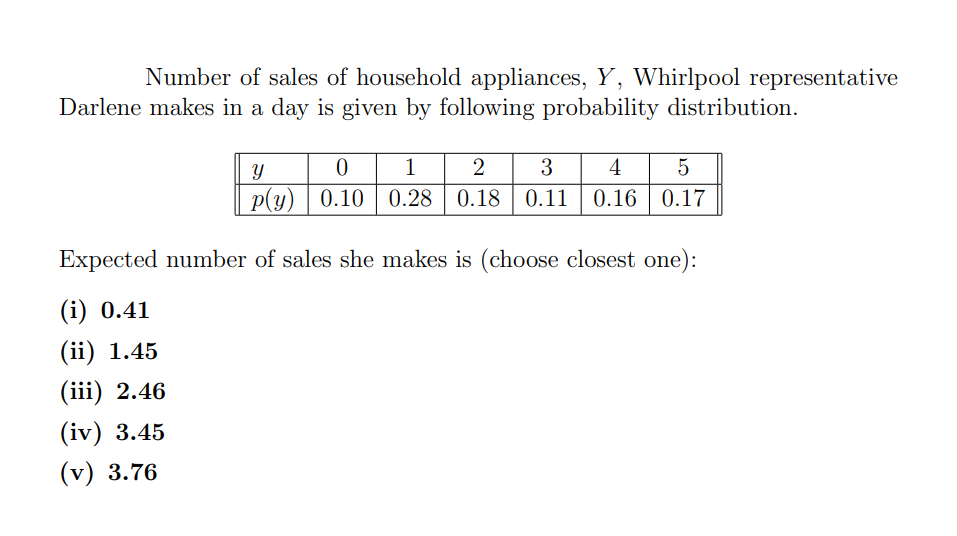 Number of sales of household appliances, Y, Whirlpool representative
Darlene makes in a day is given by following probability distribution.
y 0 1 2 3 4 5
p(y) 0.10 0.28 0.18 0.11 0.16 0.17
Expected number of sales she makes is (choose closest one):
(i) 0.41
(ii) 1.45
(iii) 2.46
(iv) 3.45
(v) 3.76